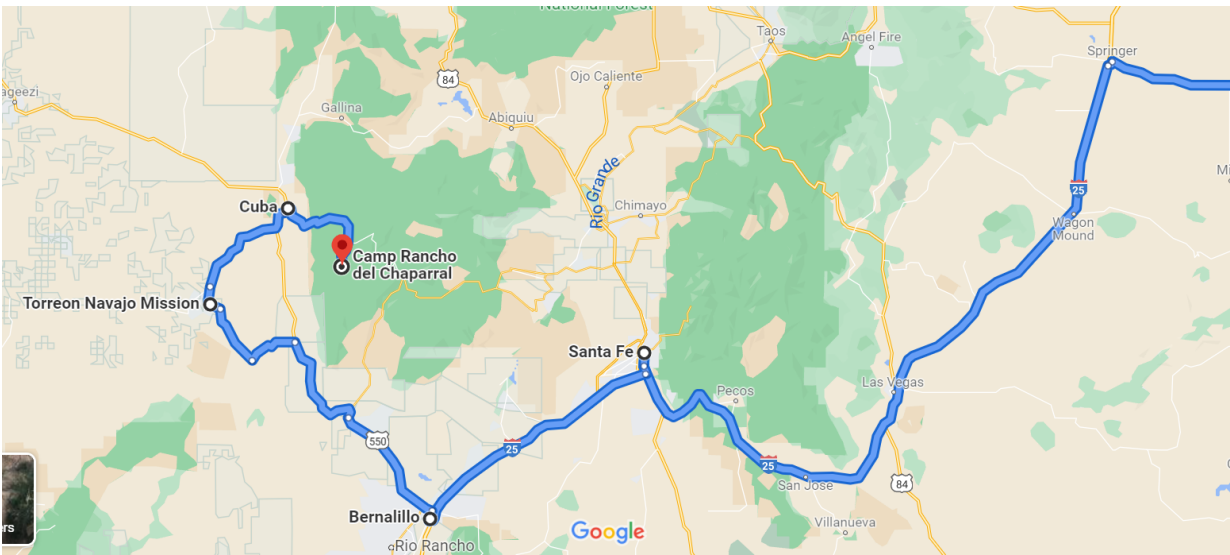 National Forest
Taos
Angel Fire
Springer
84
Ojo Caliente
ageezi
Gallina
Abiquiu
Rio Grande
25
Chimayo
Cuba
Wagon
Mound
Camp Rancho
del Chaparral
Torreon Navajo Mission
Santa Fe
Las Vegas
Pecos
550
25
25
San Jose
84
Bernalillo
Villanueva
ers
Google
Rio Rancho